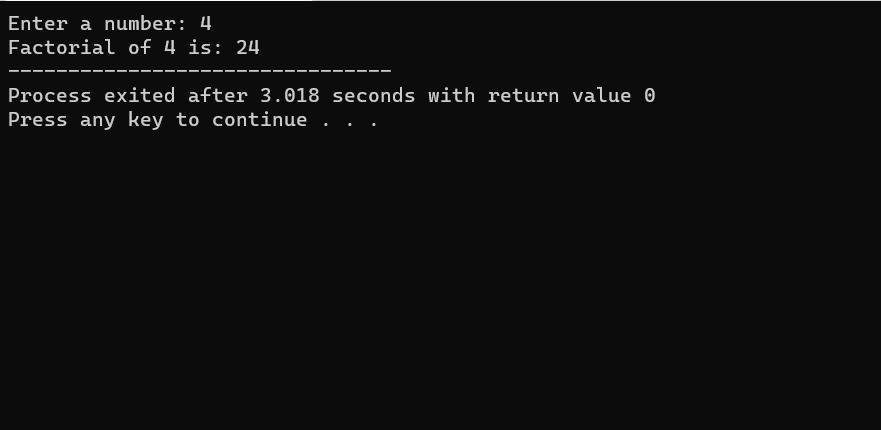 Enter a number: 4
Factorial of 4 is: 24
--------------------------------
Process exited after 3.018 seconds with return value 0
Press any key to continue . . .